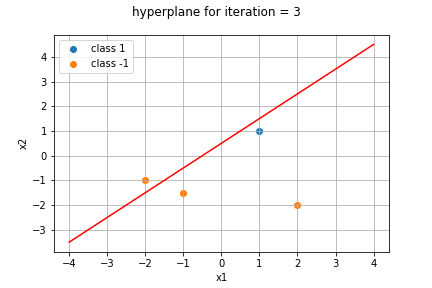 hyperplane for iteration = 3
class 1
class -1
4
3
2
1
0
−1
−2
−3
x2
−4 −3 −2 −1 0 1 2 3 4
x1